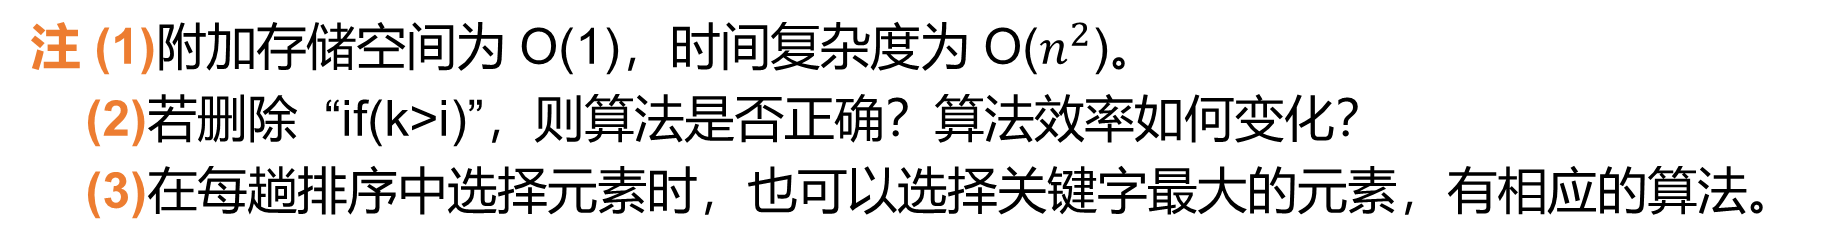 注 (1)附加存储空间为 O(1)，时间复杂度为 O(n²)。
(2)若删除 “if(k>i)”，则算法是否正确？算法效率如何变化？
(3)在每趟排序中选择元素时，也可以选择关键字最大的元素，有相应的算法。